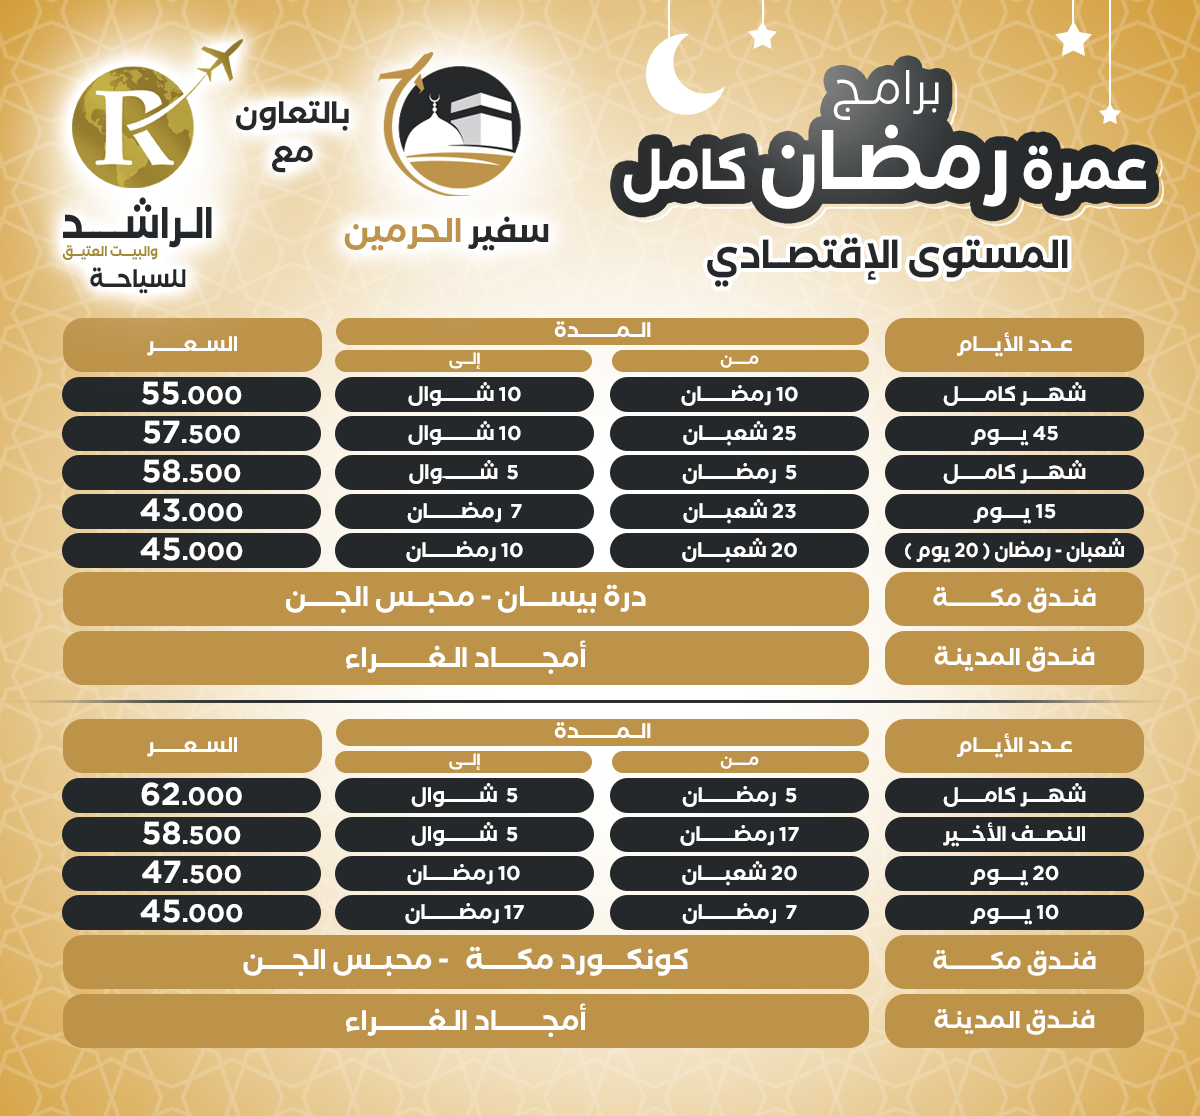 برامج
عمرة رمضان كامل
المستوى الإقتصادي
سفير الحرمين
بالتعاون
مع
R
الراشد
والبيت العتيق
للسياحة
عدد الأيام المدة السعر
من إلى
شهر كامل 10 رمضان 10 شوال 55.000
45 يوم 25 شعبان 10 شوال 57.500
شهر كامل 5 رمضان 5 شوال 58.500
15 يوم 23 شعبان 7 رمضان 43.000
شعبان - رمضان ( 20 يوم ) 20 شعبان 10 رمضان 45.000
فندق مكة درة بيسان - محبس الجن
فندق المدينة أمجاد الغراء
عدد الأيام المدة السعر
من إلى
شهر كامل 5 رمضان 5 شوال 62.000
النصف الأخير 17 رمضان 5 شوال 58.500
20 يوم 20 شعبان 10 رمضان 47.500
10 يوم 7 رمضان 17 رمضان 45.000
فندق مكة كونكورد مكة - محبس الجن
فندق المدينة أمجاد الغراء